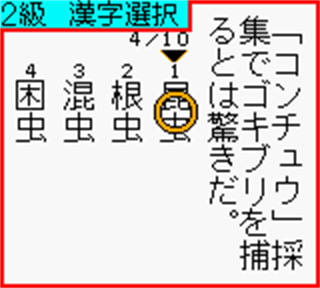 2級 漢字選択
4/10
「コンチュウ」採
集でゴキブリを捕
るとは驚きだ。
1 昆虫
2 根虫
3 混虫
4 困虫